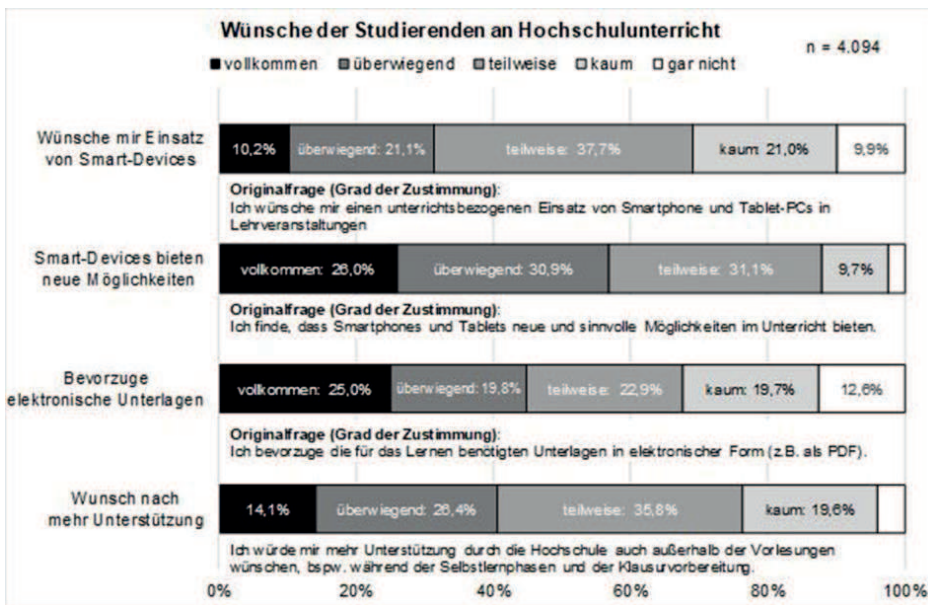 Wünsche der Studierenden an Hochschulunterricht
n = 4.094
vollkommen überwiegend teilweise kaum gar nicht
0% 20% 40% 60% 80% 100%
Wünsche mir Einsatz
von Smart-Devices
10,2% überwiegend: 21,1% teilweise: 37,7% kaum: 21,0% 9,9%
Originalfrage (Grad der Zustimmung):
Ich wünsche mir einen unterrichtsbezogenen Einsatz von Smartphone und Tablet-PCs in
Lehrveranstaltungen
Smart-Devices bieten
neue Möglichkeiten
vollkommen: 26,0% überwiegend: 30,9% teilweise: 31,1% 9,7%
Originalfrage (Grad der Zustimmung):
Ich finde, dass Smartphones und Tablets neue und sinnvolle Möglichkeiten im Unterricht bieten.
Bevorzuge
elektronische Unterlagen
vollkommen: 25,0% überwiegend: 19,8% teilweise: 22,9% kaum: 19,7% 12,6%
Originalfrage (Grad der Zustimmung):
Ich bevorzuge die für das Lernen benötigten Unterlagen in elektronischer Form (z.B. als PDF).
Wunsch nach
mehr Unterstützung
14,1% überwiegend: 26,4% teilweise: 35,8% kaum: 19,6%
Ich würde mir mehr Unterstützung durch die Hochschule auch außerhalb der Vorlesungen
wünschen, bspw. während der Selbstlernphasen und der Klausurvorbereitung.
0% 20% 40% 60% 80% 100%